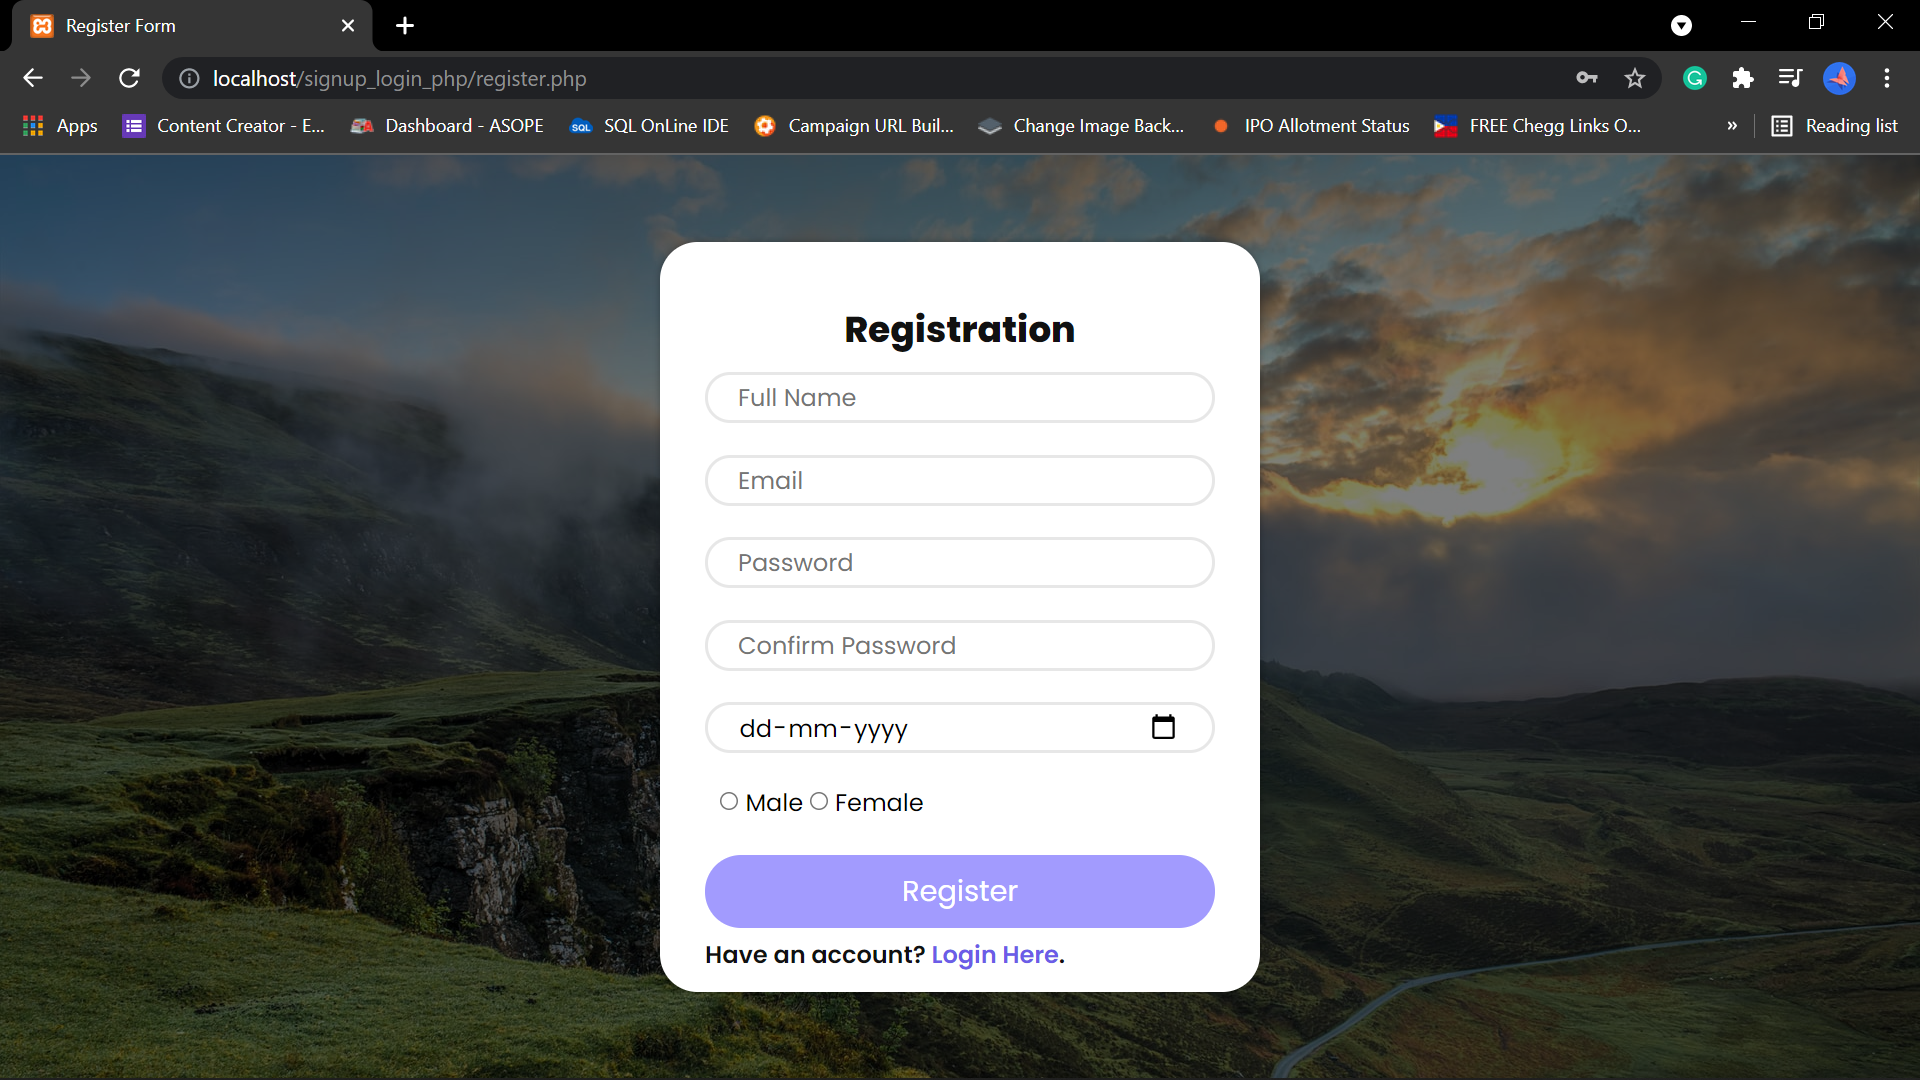 Register Form
localhost/signup_login_php/register.php
Apps Content Creator - E... Dashboard - ASOPE SQL SQL OnLine IDE Campaign URL Buil... Change Image Back... IPO Allotment Status FREE Chegg Links O... » Reading list
Registration
Full Name
Email
Password
Confirm Password
dd-mm-yyyy
Male Female
Register
Have an account? Login Here.